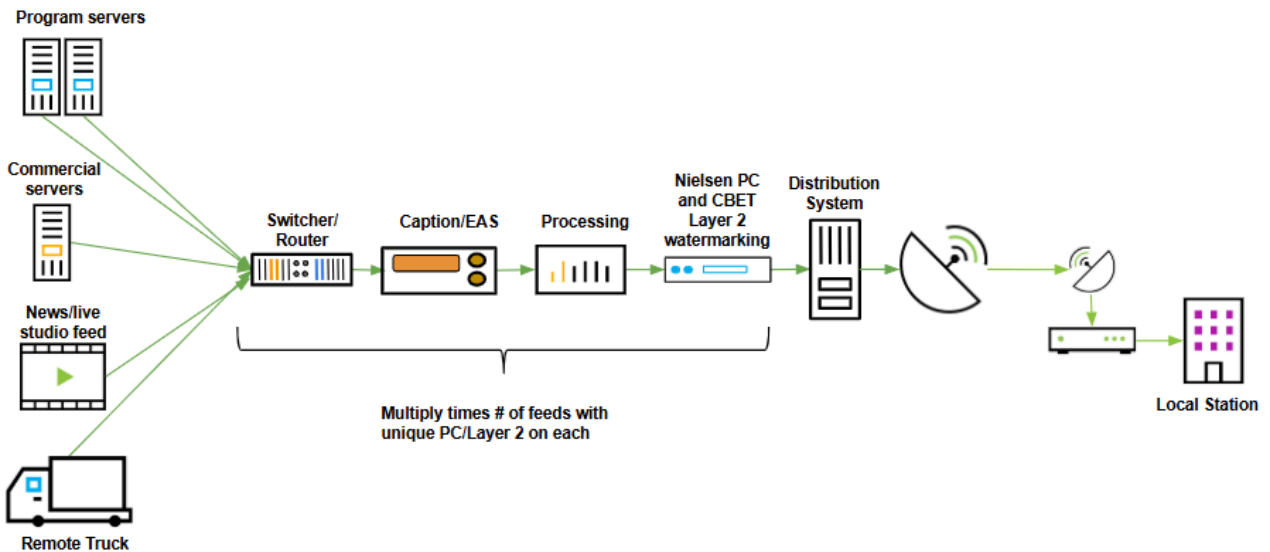 Program servers
Commercial
servers
News/live
studio feed
Remote Truck
Switcher/
Router
Caption/EAS
Processing
Nielsen PC
and CBET
Layer 2
watermarking
Distribution
System
Multiply times # of feeds with
unique PC/Layer 2 on each
Local Station